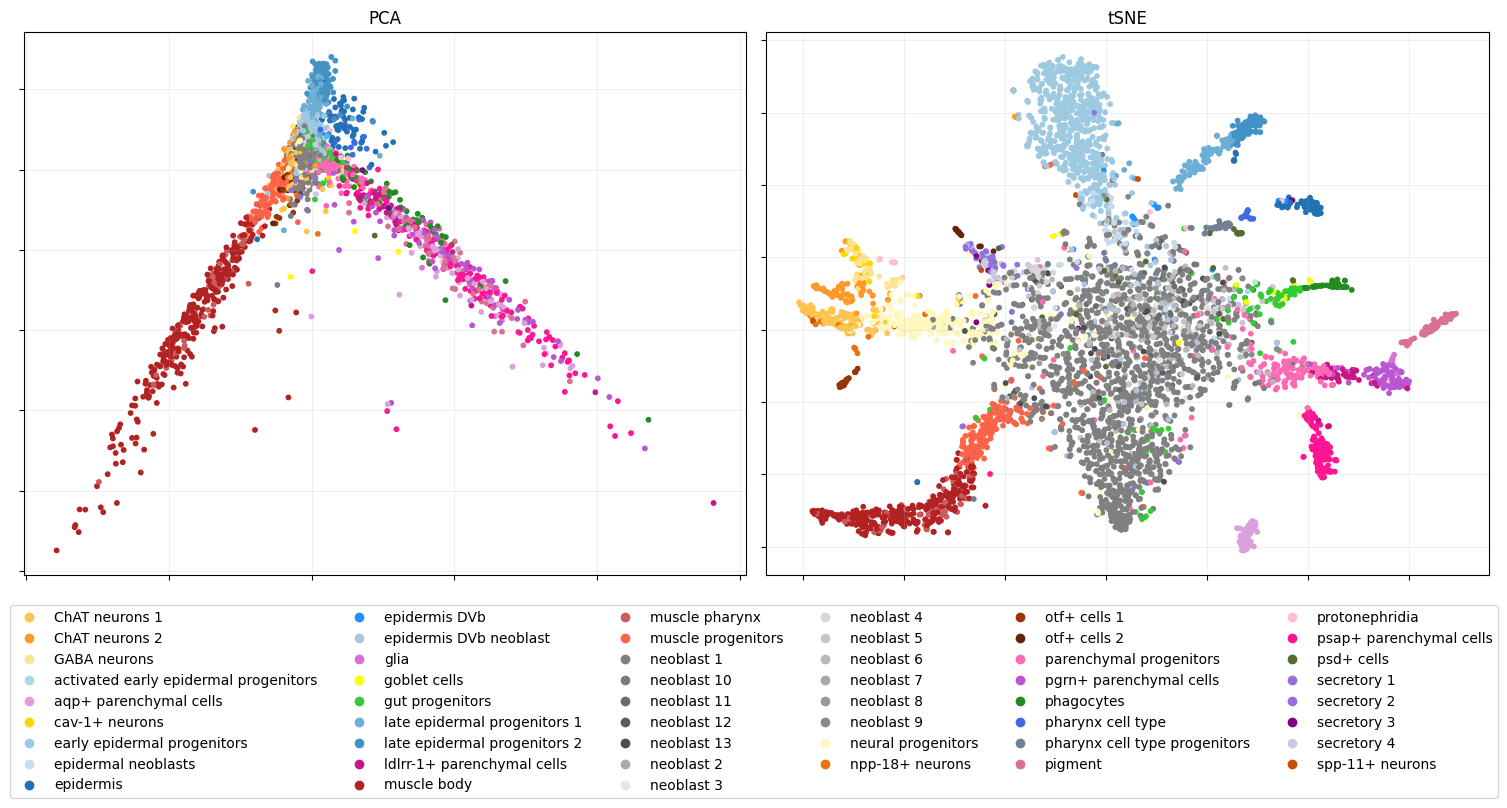 PCA
tSNE
ChAT neurons 1
ChAT neurons 2
GABA neurons
activated early epidermal progenitors
aqp+ parenchymal cells
cav-1+ neurons
early epidermal progenitors
epidermal neoblasts
epidermis
epidermis DVb
epidermis DVb neoblast
glia
goblet cells
gut progenitors
late epidermal progenitors 1
late epidermal progenitors 2
ldlrr-1+ parenchymal cells
muscle body
muscle pharynx
muscle progenitors
neoblast 1
neoblast 10
neoblast 11
neoblast 12
neoblast 13
neoblast 2
neoblast 3
neoblast 4
neoblast 5
neoblast 6
neoblast 7
neoblast 8
neoblast 9
neural progenitors
npp-18+ neurons
otf+ cells 1
otf+ cells 2
parenchymal progenitors
pgrn+ parenchymal cells
phagocytes
pharynx cell type
pharynx cell type progenitors
pigment
protonephridia
psap+ parenchymal cells
psd+ cells
secretory 1
secretory 2
secretory 3
secretory 4
spp-11+ neurons